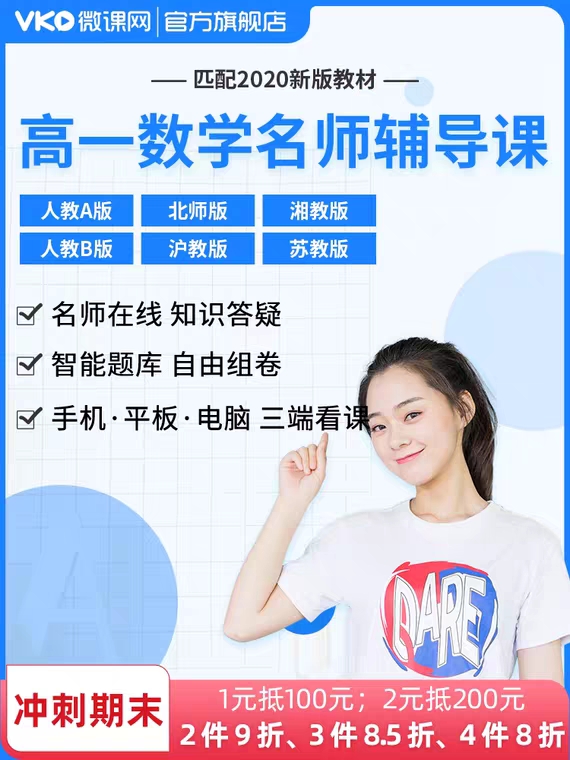 VKO 微课网 官方旗舰店
匹配2020新版教材
高一数学名师辅导课
人教A版 北师版 湘教版
人教B版 沪教版 苏教版
名师在线 知识答疑
智能题库 自由组卷
手机·平板·电脑 三端看课
DARE
冲刺期末
1元抵100元；2元抵200元
2件9折、3件8.5折、4件8折